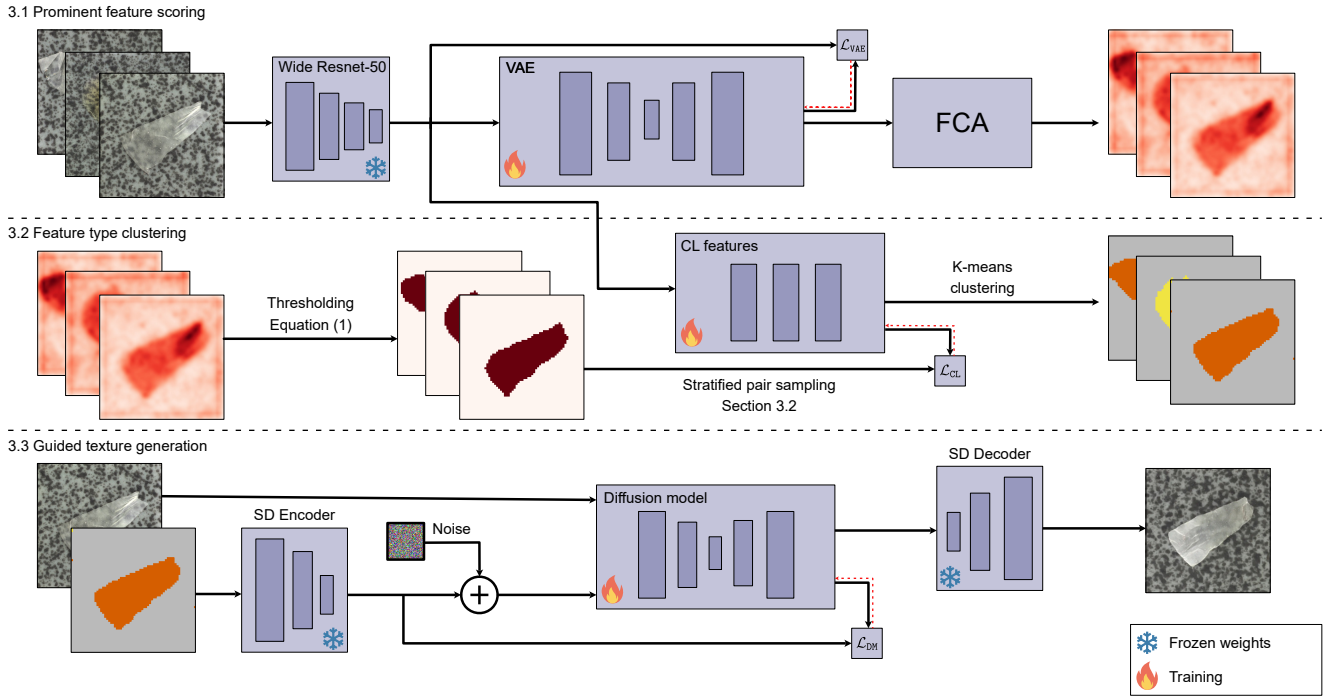 3.1 Prominent feature scoring
Wide Resnet-50
VAE
ℒVAE
FCA
3.2 Feature type clustering
Thresholding
Equation (1)
CL features
K-means
clustering
ℒCL
Stratified pair sampling
Section 3.2
3.3 Guided texture generation
SD Encoder
Noise
Diffusion model
SD Decoder
ℒDM
Frozen weights
Training